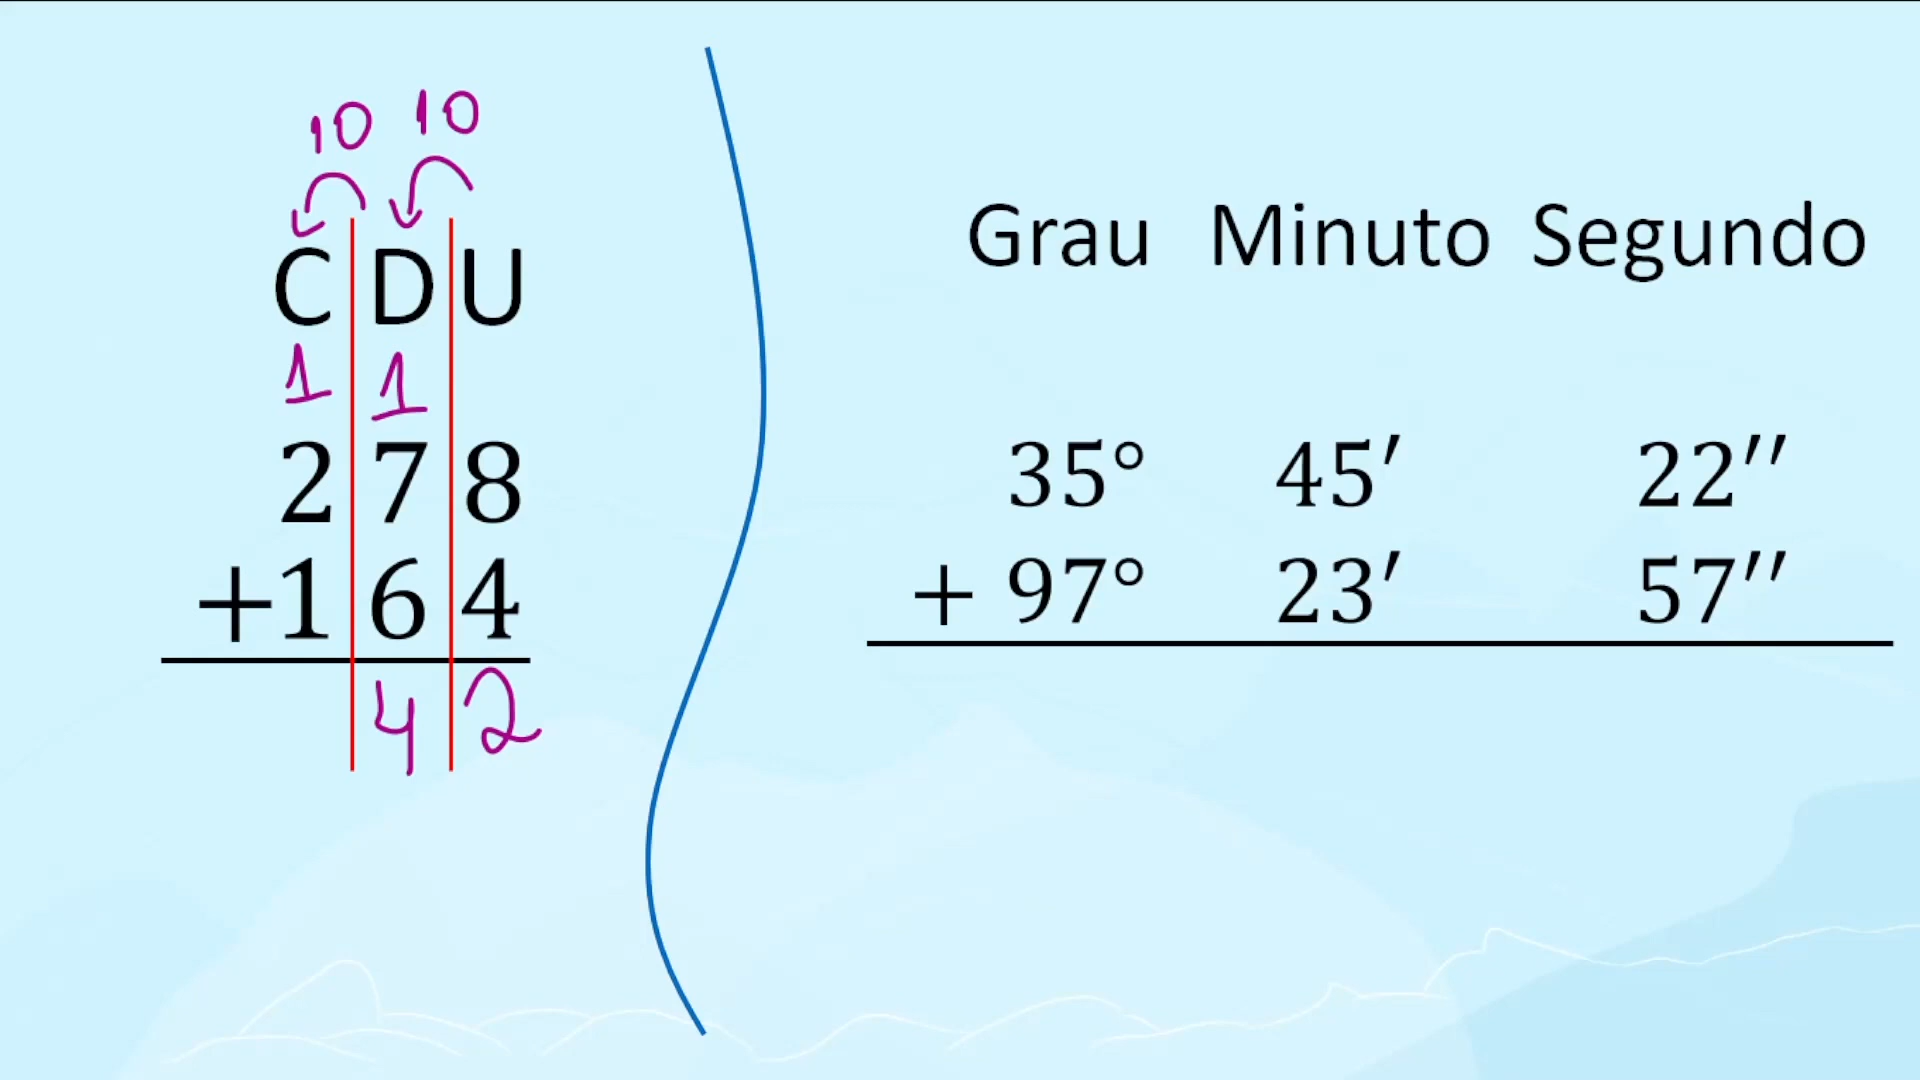 10 10
C D U
1 1
2 7 8
+1 6 4
4 2
Grau Minuto Segundo
35° 45′ 22′′
+ 97° 23′ 57′′